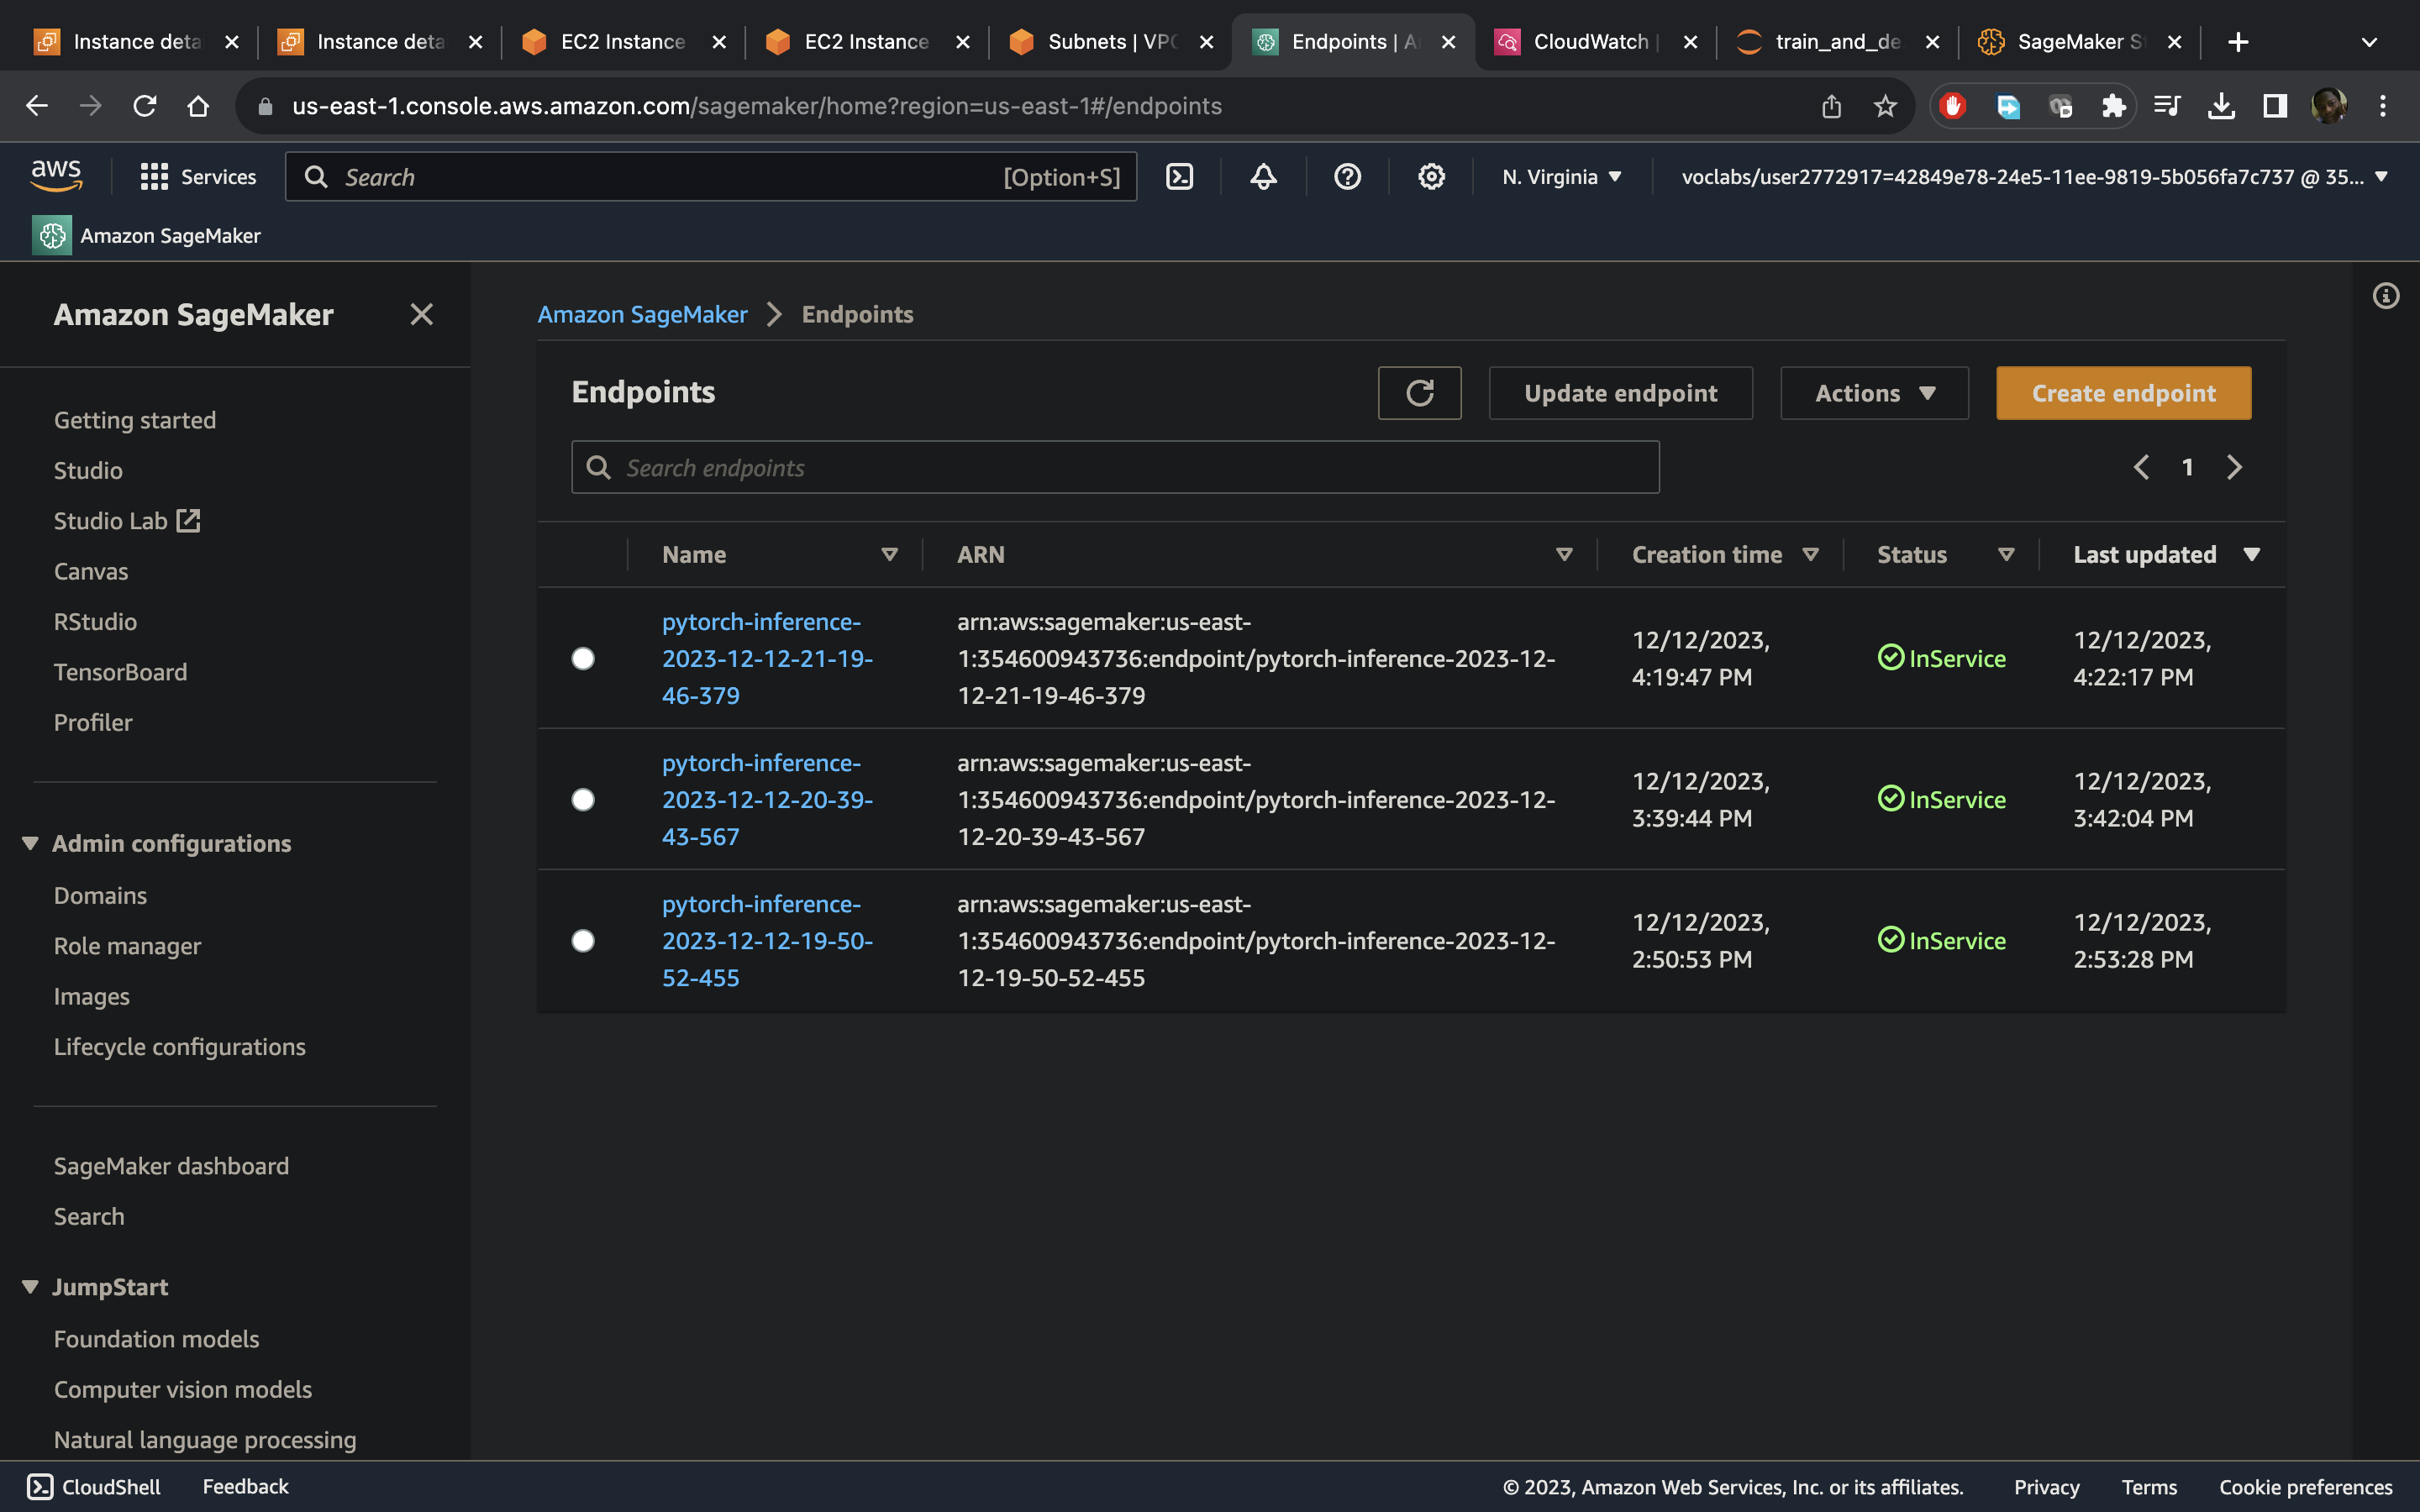 Instance deta
Instance deta
EC2 Instance
EC2 Instance
Subnets | VPC
Endpoints | A
CloudWatch |
train_and_de
SageMaker S
us-east-1.console.aws.amazon.com/sagemaker/home?region=us-east-1#/endpoints
aws
Services
Search
[Option+S]
N. Virginia
voclabs/user2772917=42849e78-24e5-11ee-9819-5b056fa7c737 @ 35...
Amazon SageMaker
Amazon SageMaker
Getting started
Studio
Studio Lab
Canvas
RStudio
TensorBoard
Profiler
Admin configurations
Domains
Role manager
Images
Lifecycle configurations
SageMaker dashboard
Search
JumpStart
Foundation models
Computer vision models
Natural language processing
Amazon SageMaker
Endpoints
Endpoints
Update endpoint
Actions
Create endpoint
Search endpoints
1
Name
ARN
Creation time
Status
Last updated
pytorch-inference-
2023-12-12-21-19-
46-379
arn:aws:sagemaker:us-east-
1:354600943736:endpoint/pytorch-inference-2023-12-
12-21-19-46-379
12/12/2023,
4:19:47 PM
InService
12/12/2023,
4:22:17 PM
pytorch-inference-
2023-12-12-20-39-
43-567
arn:aws:sagemaker:us-east-
1:354600943736:endpoint/pytorch-inference-2023-12-
12-20-39-43-567
12/12/2023,
3:39:44 PM
InService
12/12/2023,
3:42:04 PM
pytorch-inference-
2023-12-12-19-50-
52-455
arn:aws:sagemaker:us-east-
1:354600943736:endpoint/pytorch-inference-2023-12-
12-19-50-52-455
12/12/2023,
2:50:53 PM
InService
12/12/2023,
2:53:28 PM
CloudShell
Feedback
© 2023, Amazon Web Services, Inc. or its affiliates.
Privacy
Terms
Cookie preferences